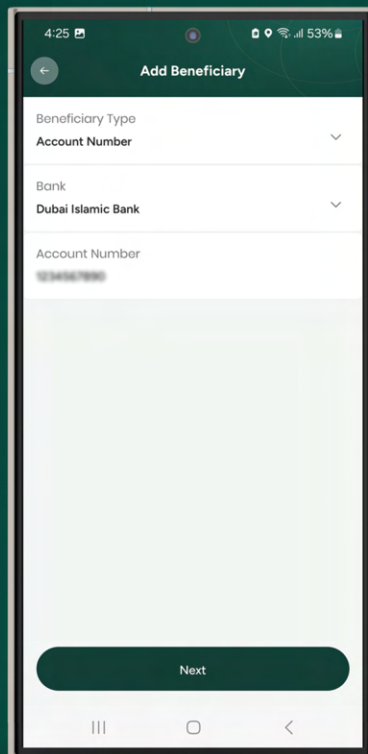 4:25
53%
Add Beneficiary
Beneficiary Type
Account Number
Bank
Dubai Islamic Bank
Account Number
Next